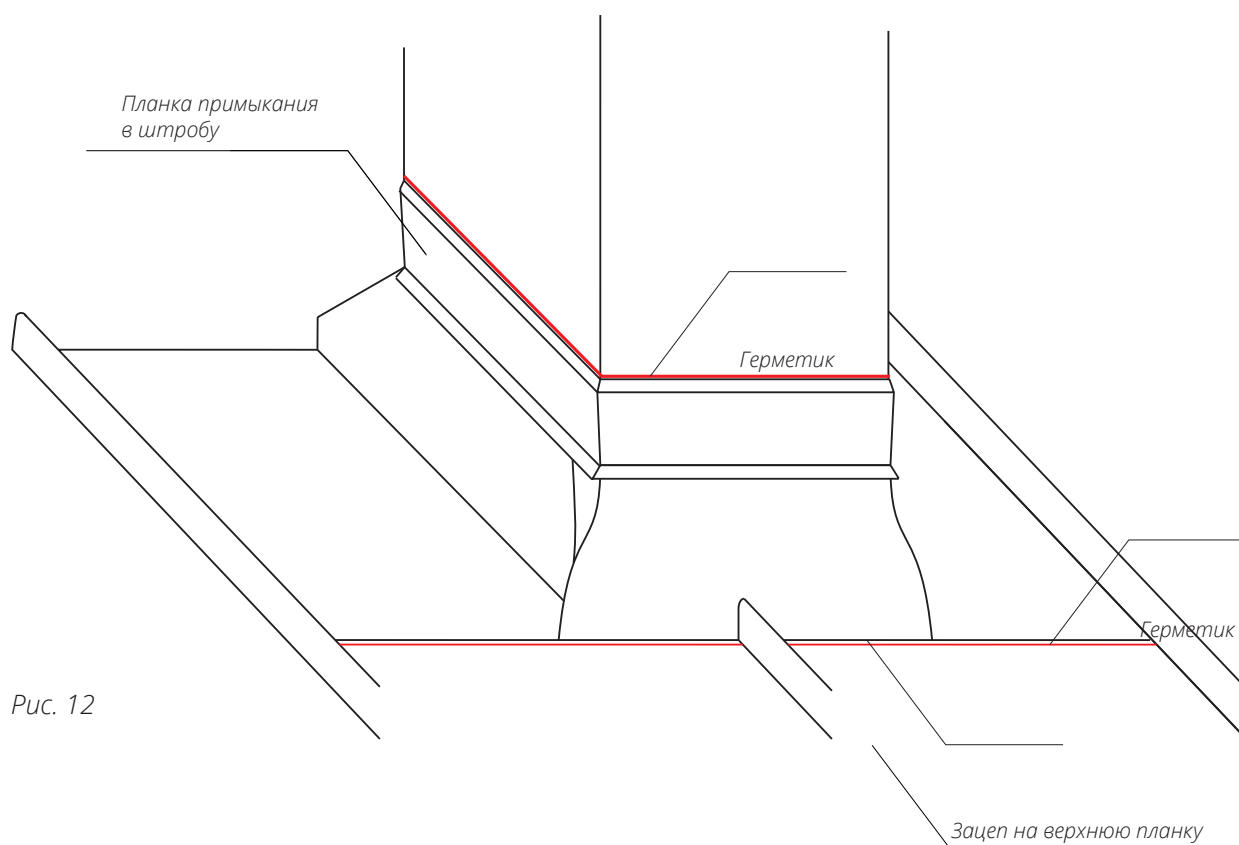 Планка примыкания
в штробу
Герметик
Герметик
Рис. 12
Зацеп на верхнюю планку